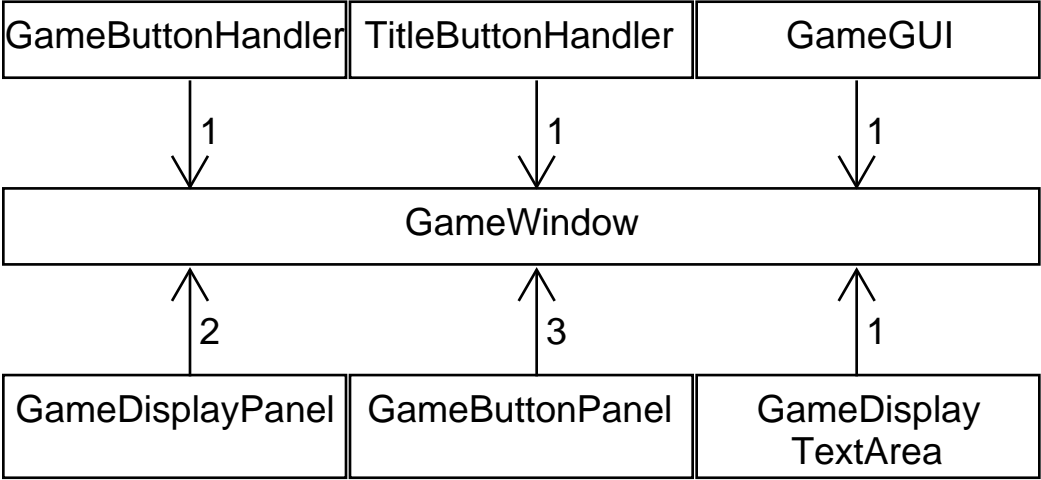 GameButtonHandler TitleButtonHandler GameGUI
1 1 1
GameWindow
2 3 1
GameDisplayPanel GameButtonPanel GameDisplay
TextArea